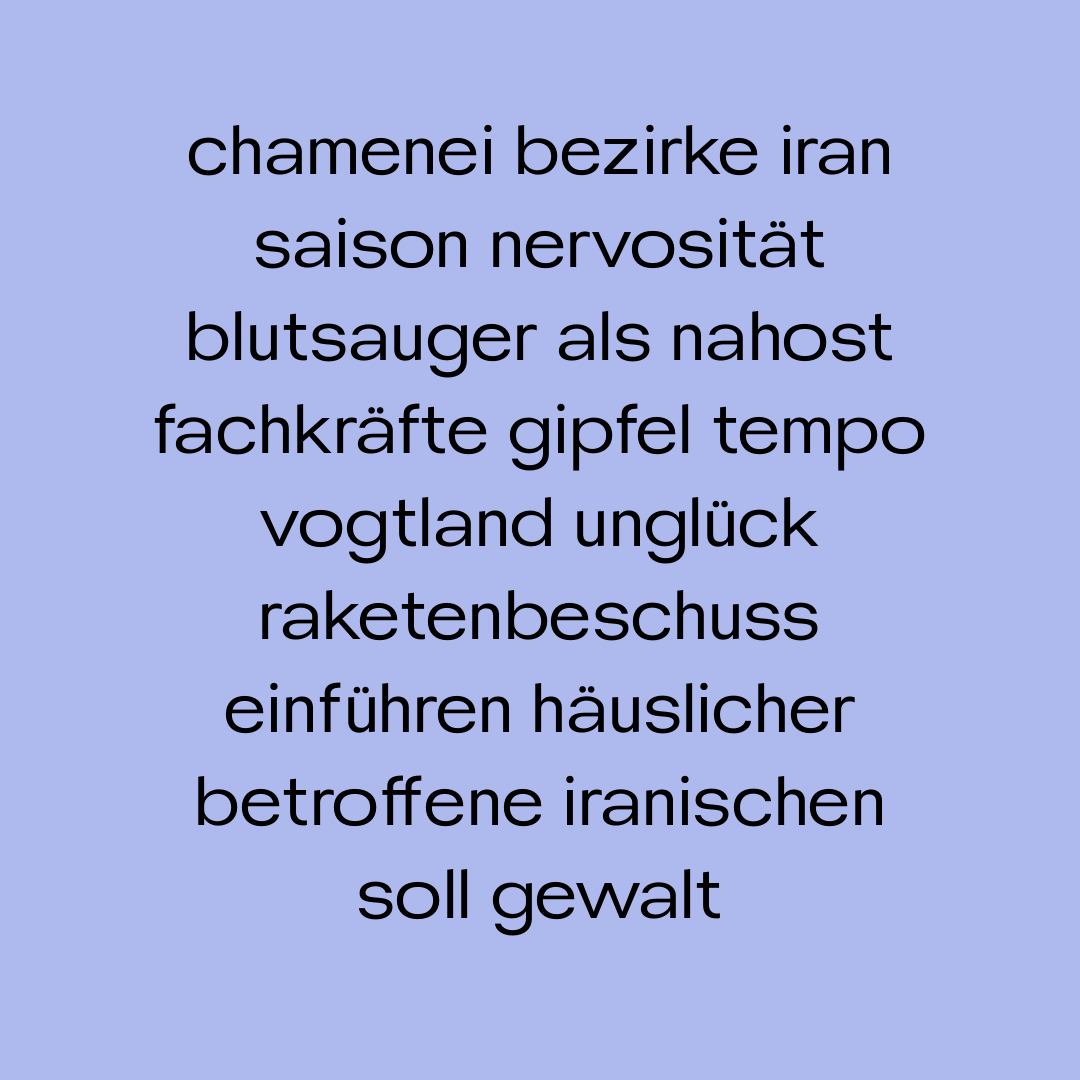 chamenei bezirke iran
saison nervosität
blutsauger als nahost
fachkräfte gipfel tempo
vogtland unglück
raketenbeschuss
einführen häuslicher
betroffene iranischen
soll gewalt